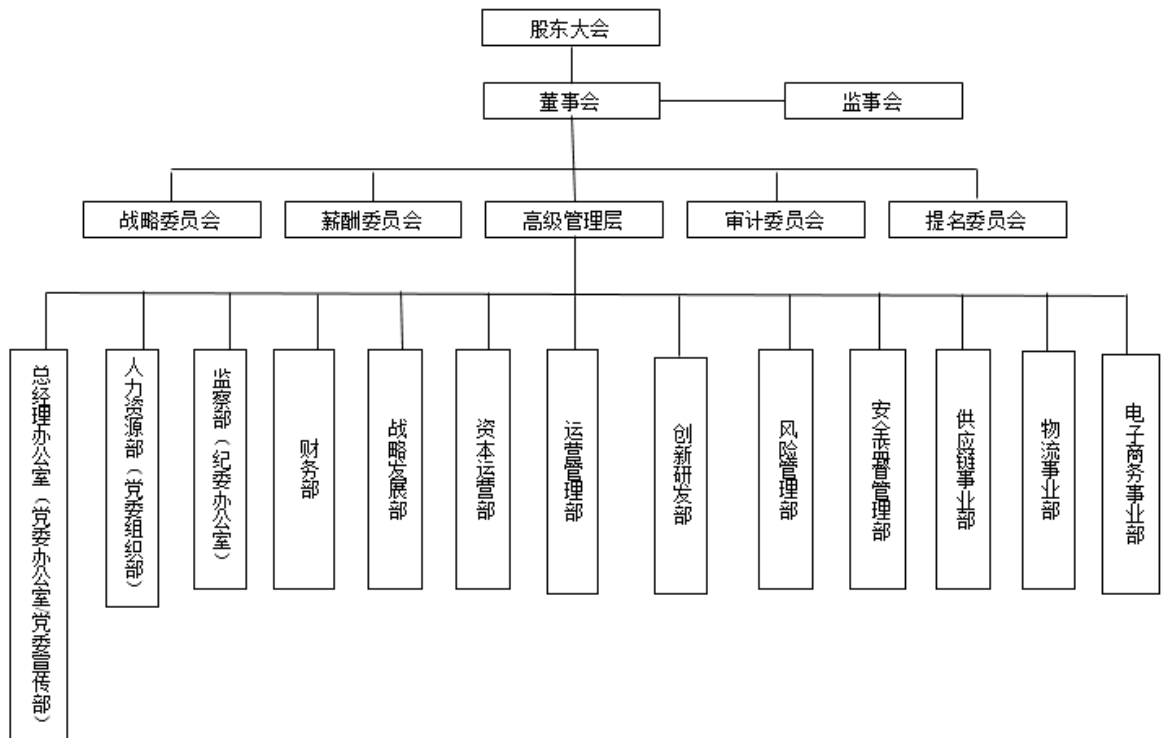 股东大会
董事会
监事会
战略委员会
薪酬委员会
高级管理层
审计委员会
提名委员会
总经理办公室（党委办公室/党委宣传部）
人力资源部（党委组织部）
监察部（纪委办公室）
财务部
战略发展部
资本运营部
运营管理部
创新研发部
风险管理部
安全监督管理部
供应链事业部
物流事业部
电子商务事业部